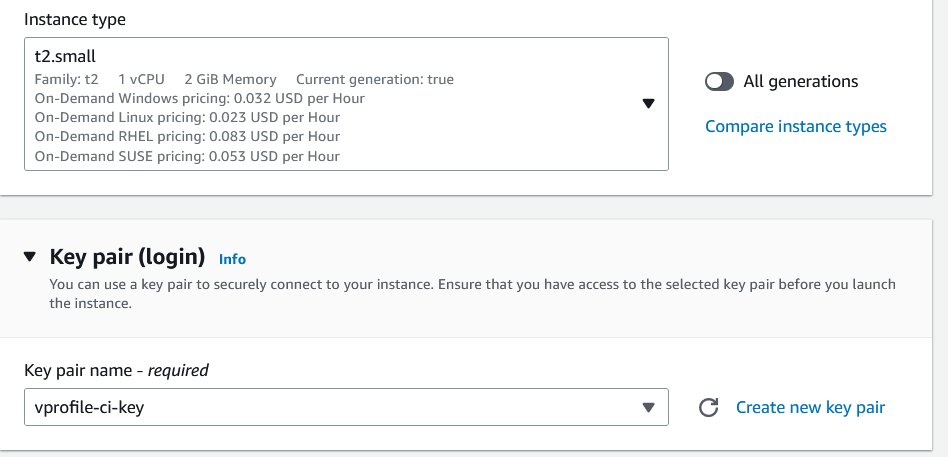 Instance type
t2.small
Family: t2 1 vCPU 2 GiB Memory Current generation: true
On-Demand Windows pricing: 0.032 USD per Hour
On-Demand Linux pricing: 0.023 USD per Hour
On-Demand RHEL pricing: 0.083 USD per Hour
On-Demand SUSE pricing: 0.053 USD per Hour
All generations
Compare instance types
Key pair (login) Info
You can use a key pair to securely connect to your instance. Ensure that you have access to the selected key pair before you launch
the instance.
Key pair name - required
vprofile-ci-key
Create new key pair